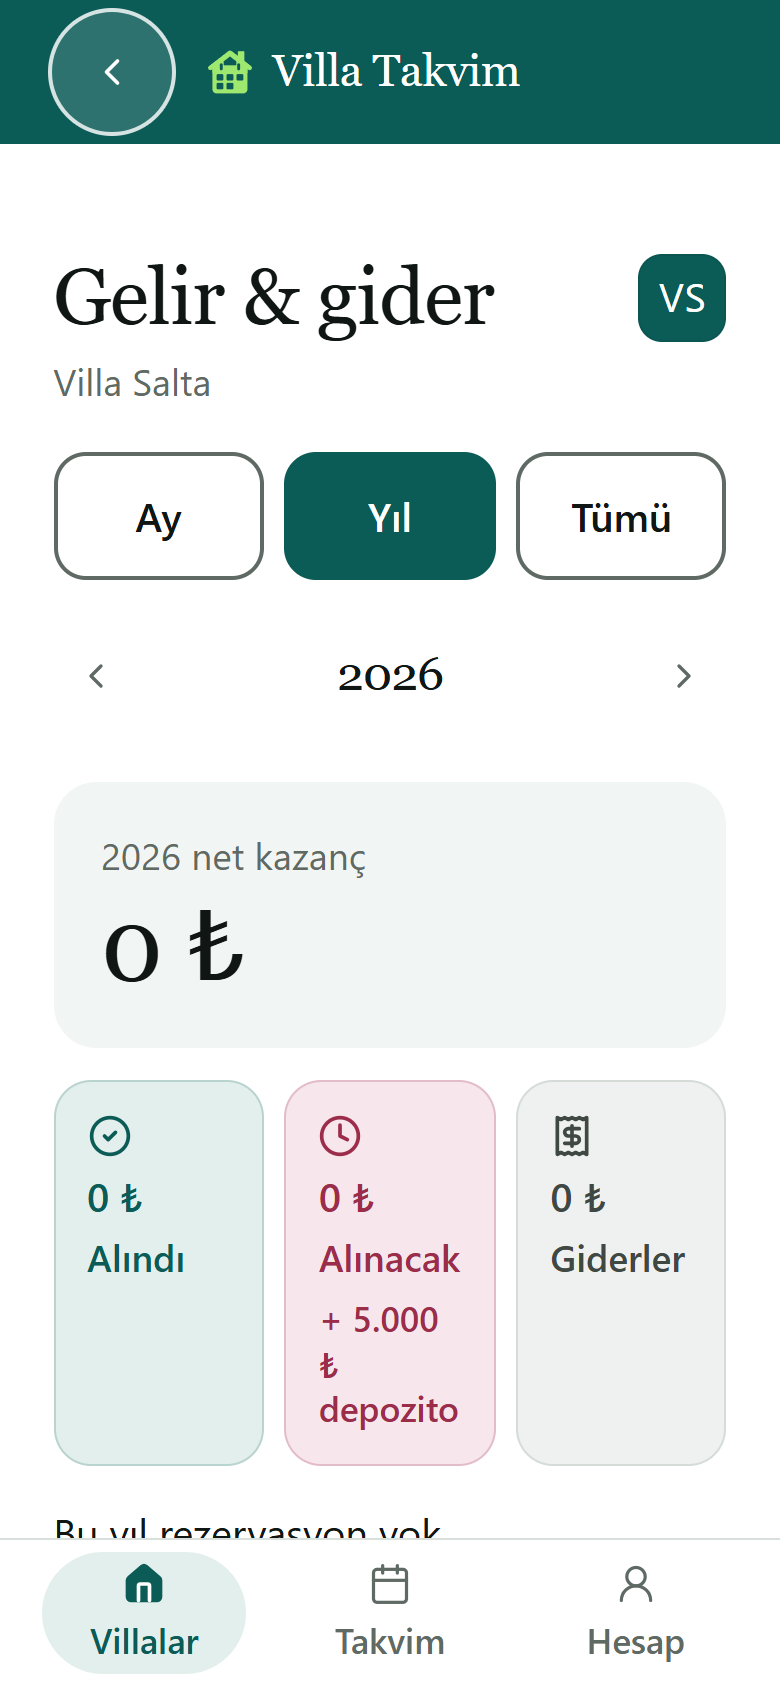 Villa Takvim
Gelir & gider
VS
Villa Salta
Ay
Yıl
Tümü
2026
2026 net kazanç
0 ₺
0 ₺
Alındı
0 ₺
Alınacak
+ 5.000
₺
depozito
0 ₺
Giderler
Bu yıl rezervasyon yok
Villalar
Takvim
Hesap